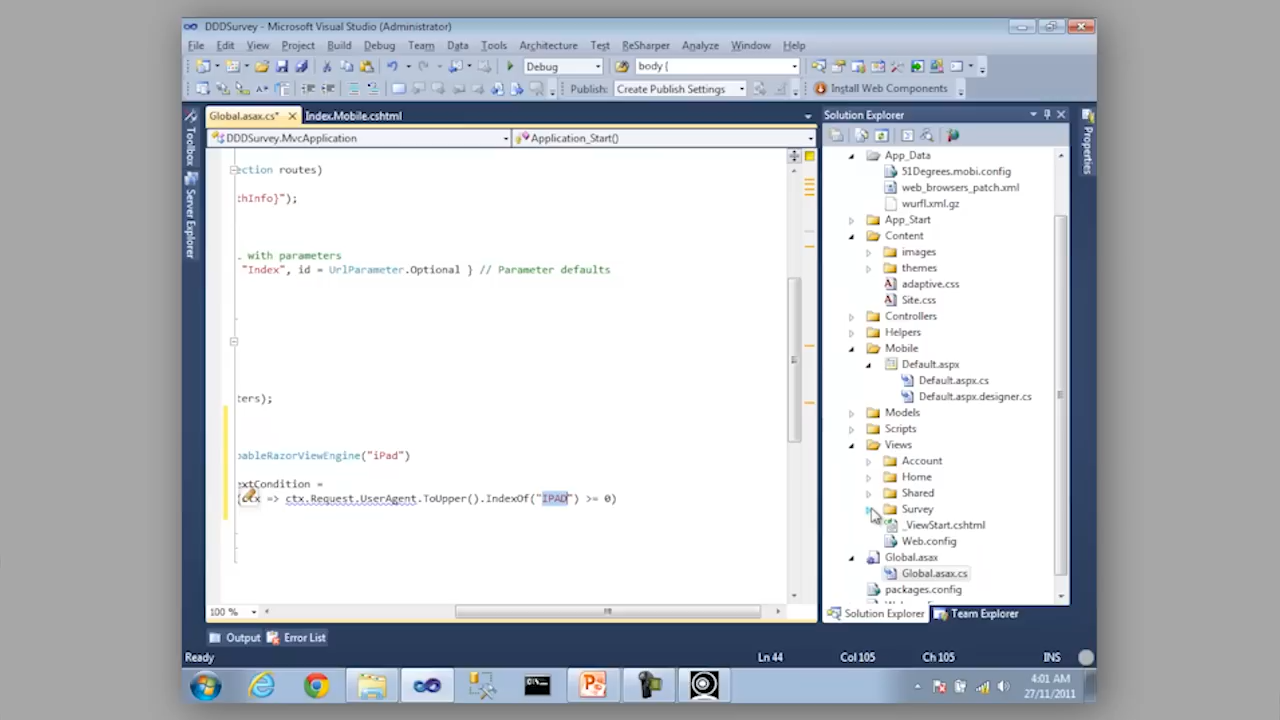 DDDSurvey - Microsoft Visual Studio (Administrator)
File Edit View Project Build Debug Team Data Tools Architecture Test ReSharper Analyze Window Help
Debug body {
Publish: Create Publish Settings Install Web Components
Global.asax.cs* Index.Mobile.cshtml
DDDSurvey.MvcApplication Application_Start()
ection routes)
hInfo}");
with parameters
"Index", id = UrlParameter.Optional } // Parameter defaults
ters);
ableRazorViewEngine("iPad")
xtCondition =
ctx => ctx.Request.UserAgent.ToUpper().IndexOf("IPAD") >= 0)
100 %
Toolbox
Server Explorer
Solution Explorer
App_Data
51Degrees.mobi.config
web_browsers_patch.xml
wurfl.xml.gz
App_Start
Content
images
themes
adaptive.css
Site.css
Controllers
Helpers
Mobile
Default.aspx
Default.aspx.cs
Default.aspx.designer.cs
Models
Scripts
Views
Account
Home
Shared
Survey
_ViewStart.cshtml
Web.config
Global.asax
Global.asax.cs
packages.config
Solution Explorer Team Explorer
Properties
Output Error List
Ready Ln 44 Col 105 Ch 105 INS
4:01 AM
27/11/2011